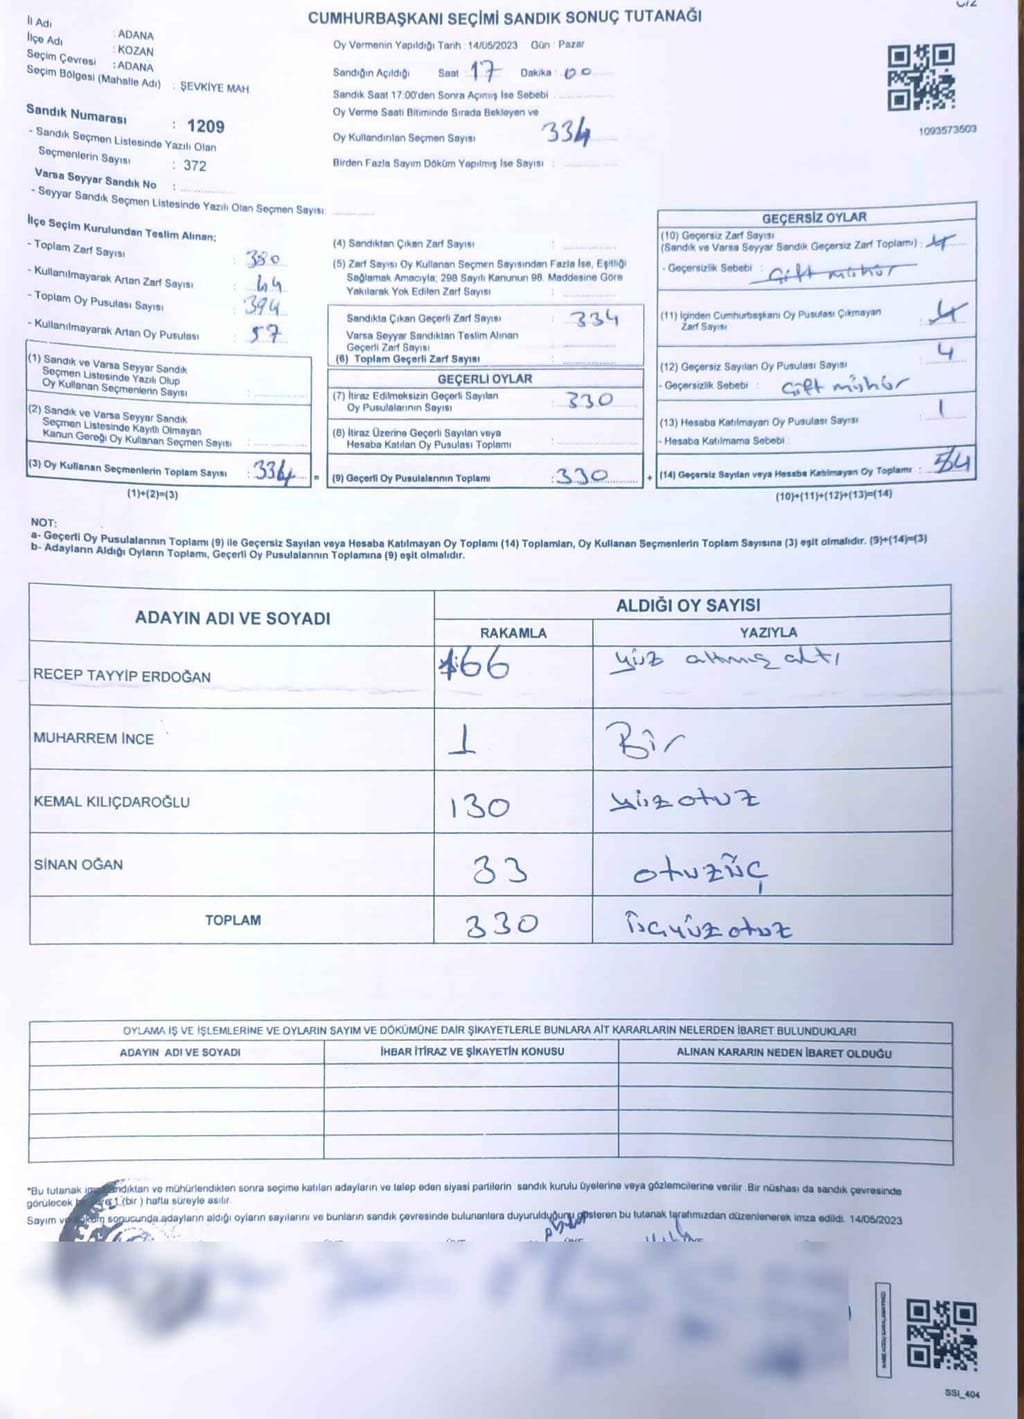 C/2
CUMHURBAŞKANI SEÇİMİ SANDIK SONUÇ TUTANAĞI
İl Adı : ADANA
İlçe Adı : KOZAN
Seçim Çevresi : ADANA
Seçim Bölgesi (Mahalle Adı) : ŞEVKİYE MAH.
Sandık Numarası : 1209
- Sandık Seçmen Listesinde Yazılı Olan
Seçmenlerin Sayısı : 372
Varsa Seyyar Sandık No :
- Seyyar Sandık Seçmen Listesinde Yazılı Olan Seçmen Sayısı:
Oy Vermenin Yapıldığı Tarih : 14/05/2023 Gün : Pazar
Sandığın Açıldığı Saat : 17 Dakika : 00
Sandık Saat 17:00'den Sonra Açımış İse Sebebi :
Oy Verme Saati Bitiminde Sırada Bekleyen ve
Oy Kullandırılan Seçmen Sayısı : 334
Birden Fazla Sayım Döküm Yapılmış İse Sayısı :
1093573503
İlçe Seçim Kurulundan Teslim Alınan;
- Toplam Zarf Sayısı : 380
- Kullanılmayarak Artan Zarf Sayısı : 44
- Toplam Oy Pusulası Sayısı : 394
- Kullanılmayarak Artan Oy Pusulası : 57
(1) Sandık ve Varsa Seyyar Sandık
Seçmen Listesinde Yazılı Olup
Oy Kullanan Seçmenlerin Sayısı :
(2) Sandık ve Varsa Seyyar Sandık
Seçmen Listesinde Kayıtlı Olmayan
Kanun Gereği Oy Kullanan Seçmen Sayısı :
(3) Oy Kullanan Seçmenlerin Toplam Sayısı : 334 =
(1)+(2)=(3)
(4) Sandıktan Çıkan Zarf Sayısı :
(5) Zarf Sayısı Oy Kullanan Seçmen Sayısından Fazla İse, Eşitliği
Sağlamak Amacıyla; 298 Sayılı Kanunun 98. Maddesine Göre
Yakılarak Yok Edilen Zarf Sayısı :
Sandıkta Çıkan Geçerli Zarf Sayısı : 334
Varsa Seyyar Sandıktan Teslim Alınan
Geçerli Zarf Sayısı :
(6) Toplam Geçerli Zarf Sayısı :
GEÇERLİ OYLAR
(7) İtiraz Edilmeksizin Geçerli Sayılan
Oy Pusulalarının Sayısı : 330
(8) İtiraz Üzerine Geçerli Sayılan veya
Hesaba Katılan Oy Pusulası Toplamı :
(9) Geçerli Oy Pusulalarının Toplamı : 330 +
GEÇERSİZ OYLAR
(10) Geçersiz Zarf Sayısı
(Sandık ve Varsa Seyyar Sandık Geçersiz Zarf Toplamı) : 4
- Geçersizlik Sebebi : Çift mühür
(11) İçinden Cumhurbaşkanı Oy Pusulası Çıkmayan
Zarf Sayısı : 4
(12) Geçersiz Sayılan Oy Pusulası Sayısı : 4
- Geçersizlik Sebebi : Çift mühür
(13) Hesaba Katılmayan Oy Pusulası Sayısı :
- Hesaba Katılmama Sebebi :
(14) Geçersiz Sayılan veya Hesaba Katılmayan Oy Toplamı :
(10)+(11)+(12)+(13)=(14)
NOT:
a- Geçerli Oy Pusulalarının Toplamı (9) ile Geçersiz Sayılan veya Hesaba Katılmayan Oy Toplamı (14) Toplamları, Oy Kullanan Seçmenlerin Toplam Sayısına (3) eşit olmalıdır. (9)+(14)=(3)
b- Adayların Aldığı Oyların Toplamı, Geçerli Oy Pusulalarının Toplamına (9) eşit olmalıdır.
ADAYIN ADI VE SOYADI ALDIĞI OY SAYISI
RAKAMLA YAZIYLA
RECEP TAYYİP ERDOĞAN 166 yüz altmış altı
MUHARREM İNCE 1 Bir
KEMAL KILIÇDAROĞLU 130 yüzotuz
SİNAN OĞAN 33 otuzüç
TOPLAM 330 üçyüzotuz
OYLAMA İŞ VE İŞLEMLERİNE VE OYLARIN SAYIM VE DÖKÜMÜNE DAİR ŞİKAYETLERLE BUNLARA AİT KARARLARIN NELERDEN İBARET BULUNDUKLARI
ADAYIN ADI VE SOYADI İHBAR İTİRAZ VE ŞİKAYETİN KONUSU ALINAN KARARIN NEDEN İBARET OLDUĞU
*Bu tutanak mühürlendikten sonra seçime katılan adayların ve talep eden siyasi partilerin sandık kurulu üyelerine veya gözlemcilerine verilir. Bir nüshası da sandık çevresinde
görülecek 1 (bir) hafta süreyle asılır.
Sayım ve döküm sonucunda adayların aldığı oyların sayılarını ve bunların sandık çevresinde bulunanlara duyurulduğunu gösteren bu tutanak tarafımızdan düzenlenerek imza edildi. 14/05/2023
SSİ_404